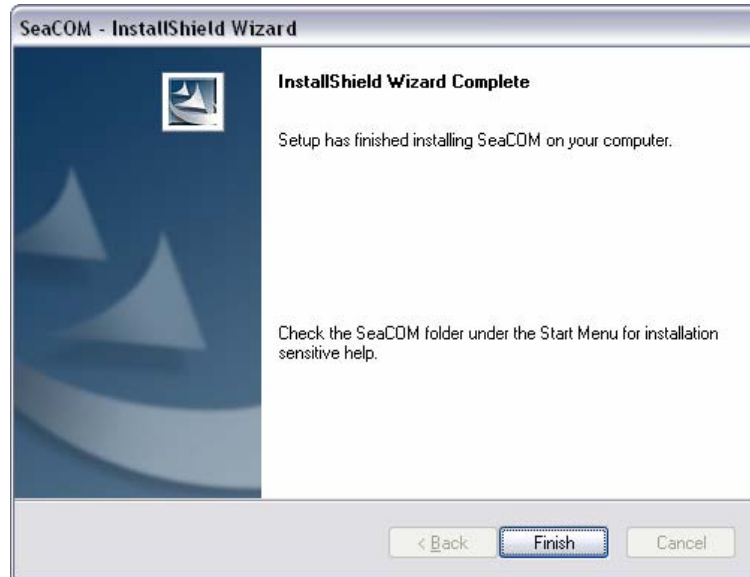 SeaCOM - InstallShield Wizard
InstallShield Wizard Complete
Setup has finished installing SeaCOM on your computer.
Check the SeaCOM folder under the Start Menu for installation
sensitive help.
< Back
Finish
Cancel